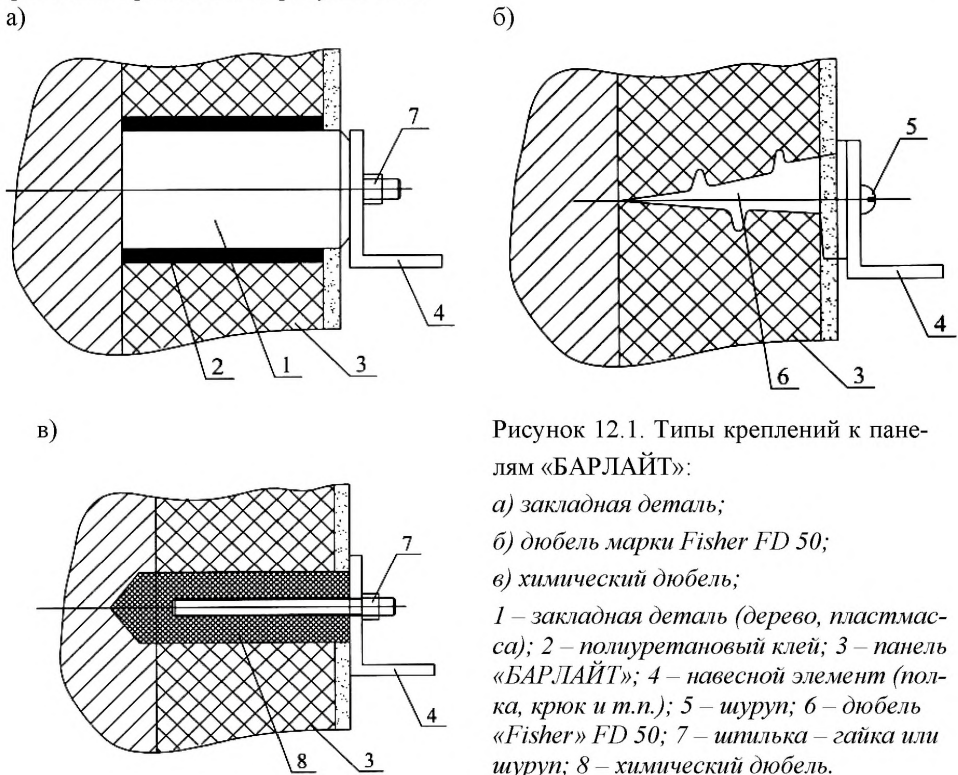 а)
б)
7
5
4
2
1
3
4
6
3
в)
7
4
8
3
Рисунок 12.1. Типы креплений к пане-
лям «БАРЛАЙТ»:
а) закладная деталь;
б) дюбель марки Fisher FD 50;
в) химический дюбель;
1 – закладная деталь (дерево, пластмас-
са); 2 – полиуретановый клей; 3 – панель
«БАРЛАЙТ»; 4 – навесной элемент (пол-
ка, крюк и т.п.); 5 – шуруп; 6 – дюбель
«Fisher» FD 50; 7 – шпилька – гайка или
шуруп; 8 – химический дюбель.